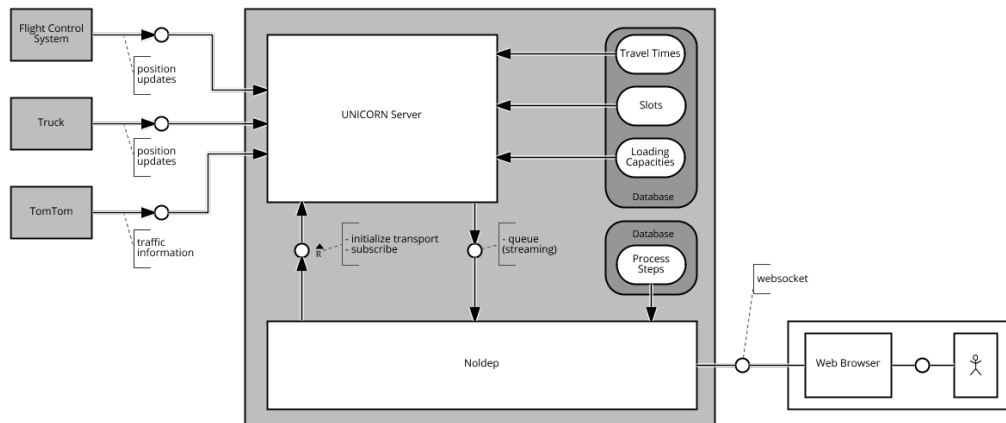 Flight Control
System
position
updates
Truck
position
updates
TomTom
traffic
information
UNICORN Server
Travel Times
Slots
Loading
Capacities
Database
R
- initialize transport
- subscribe
- queue
(streaming)
Database
Process
Steps
websocket
Noldep
Web Browser